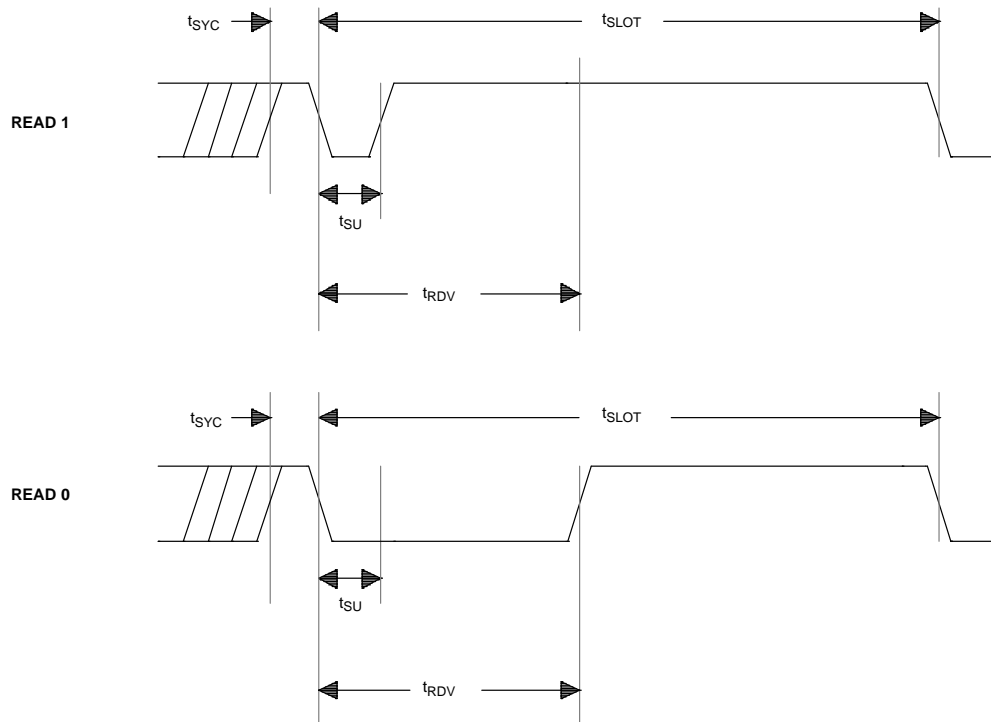 tSYC
tSLOT
READ 1
tSU
tRDV
tSYC
tSLOT
READ 0
tSU
tRDV